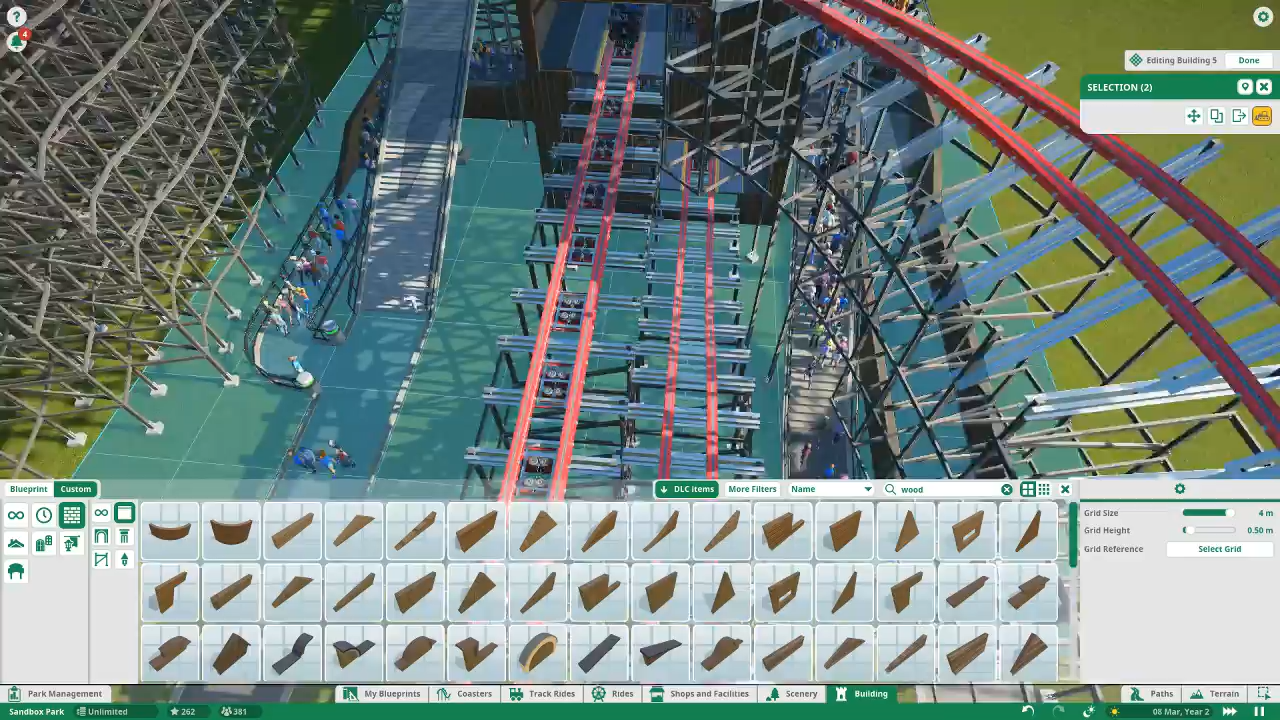 ?
4
Editing Building 5 Done
SELECTION (2)
Blueprint Custom DLC items More Filters Name wood
Grid Size 4 m
Grid Height 0.50 m
Grid Reference Select Grid
Park Management My Blueprints Coasters Track Rides Rides Shops and Facilities Scenery Building Paths Terrain
Sandbox Park Unlimited 262 381 08 Mar, Year 2